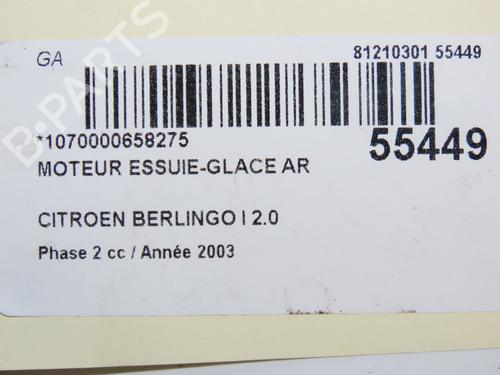 GA
81210301 55449
*1070000658275
55449
MOTEUR ESSUIE-GLACE AR
CITROEN BERLINGO I 2.0
Phase 2 cc / Année 2003
B-PARTS